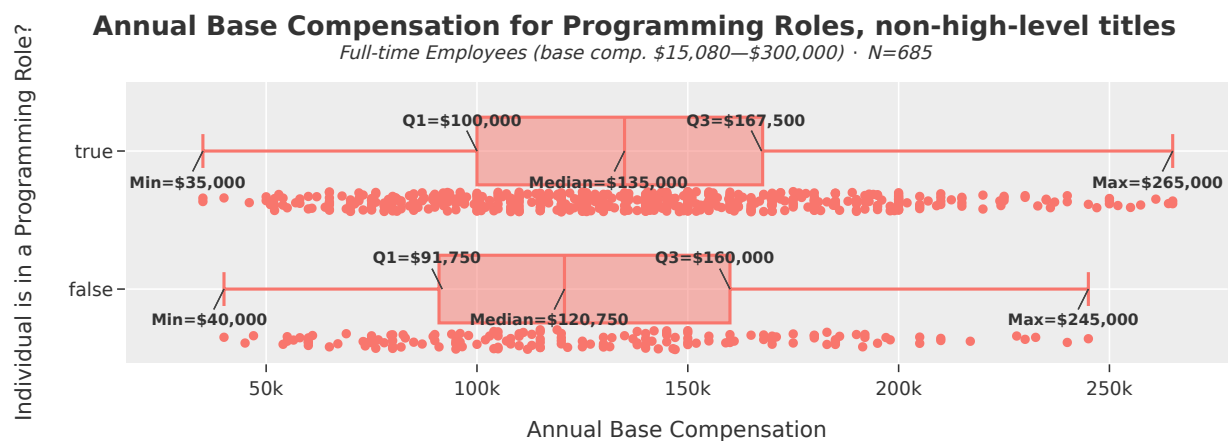 Annual Base Compensation for Programming Roles, non-high-level titles
Full-time Employees (base comp. $15,080—$300,000) · N=685
Individual is in a Programming Role?
true
Q1=$100,000
Q3=$167,500
Min=$35,000
Median=$135,000
Max=$265,000
false
Q1=$91,750
Q3=$160,000
Min=$40,000
Median=$120,750
Max=$245,000
50k
100k
150k
200k
250k
Annual Base Compensation